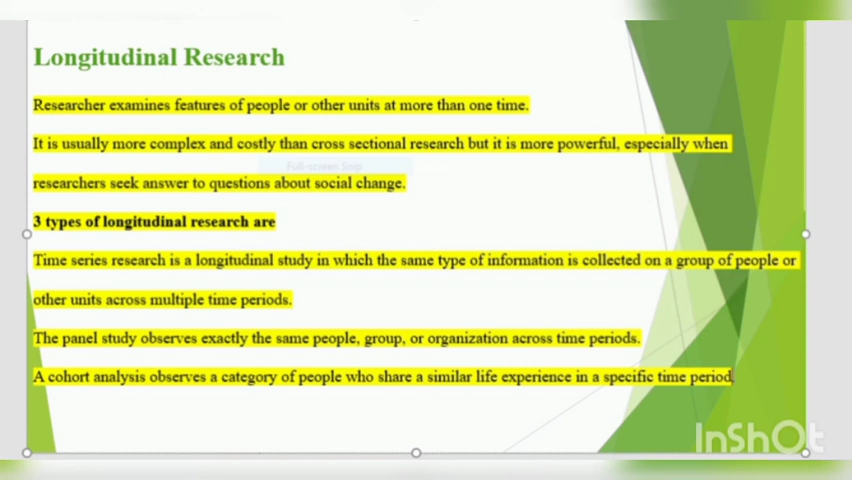 Longitudinal Research
Researcher examines features of people or other units at more than one time.
It is usually more complex and costly than cross sectional research but it is more powerful, especially when
Full-screen Snip
researchers seek answer to questions about social change.
3 types of longitudinal research are
Time series research is a longitudinal study in which the same type of information is collected on a group of people or
other units across multiple time periods.
The panel study observes exactly the same people, group, or organization across time periods.
A cohort analysis observes a category of people who share a similar life experience in a specific time period.
InShOt